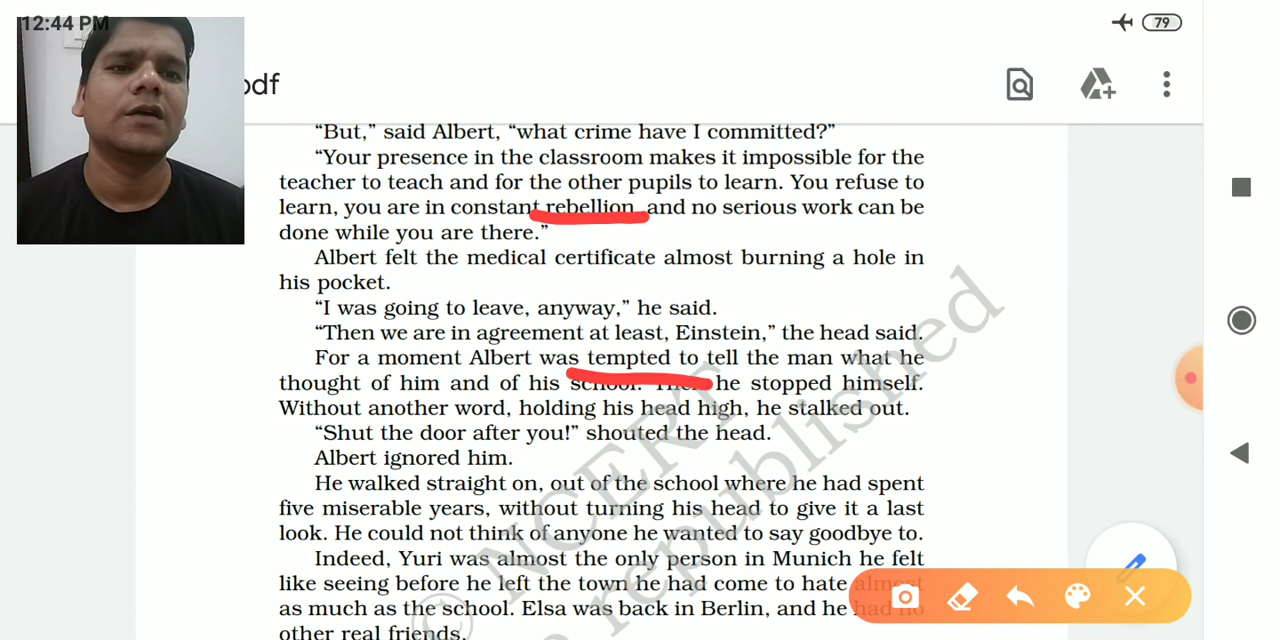 12:44 PM
79
pdf
“But,” said Albert, “what crime have I committed?”
“Your presence in the classroom makes it impossible for the
teacher to teach and for the other pupils to learn. You refuse to
learn, you are in constant rebellion and no serious work can be
done while you are there.”
Albert felt the medical certificate almost burning a hole in
his pocket.
“I was going to leave, anyway,” he said.
“Then we are in agreement at least, Einstein,” the head said.
For a moment Albert was tempted to tell the man what he
thought of him and of his school. Then he stopped himself.
Without another word, holding his head high, he stalked out.
“Shut the door after you!” shouted the head.
Albert ignored him.
He walked straight on, out of the school where he had spent
five miserable years, without turning his head to give it a last
look. He could not think of anyone he wanted to say goodbye to.
Indeed, Yuri was almost the only person in Munich he felt
like seeing before he left the town he had come to hate almost
as much as the school. Elsa was back in Berlin, and he had no
other real friends.
© NCERT
be republished